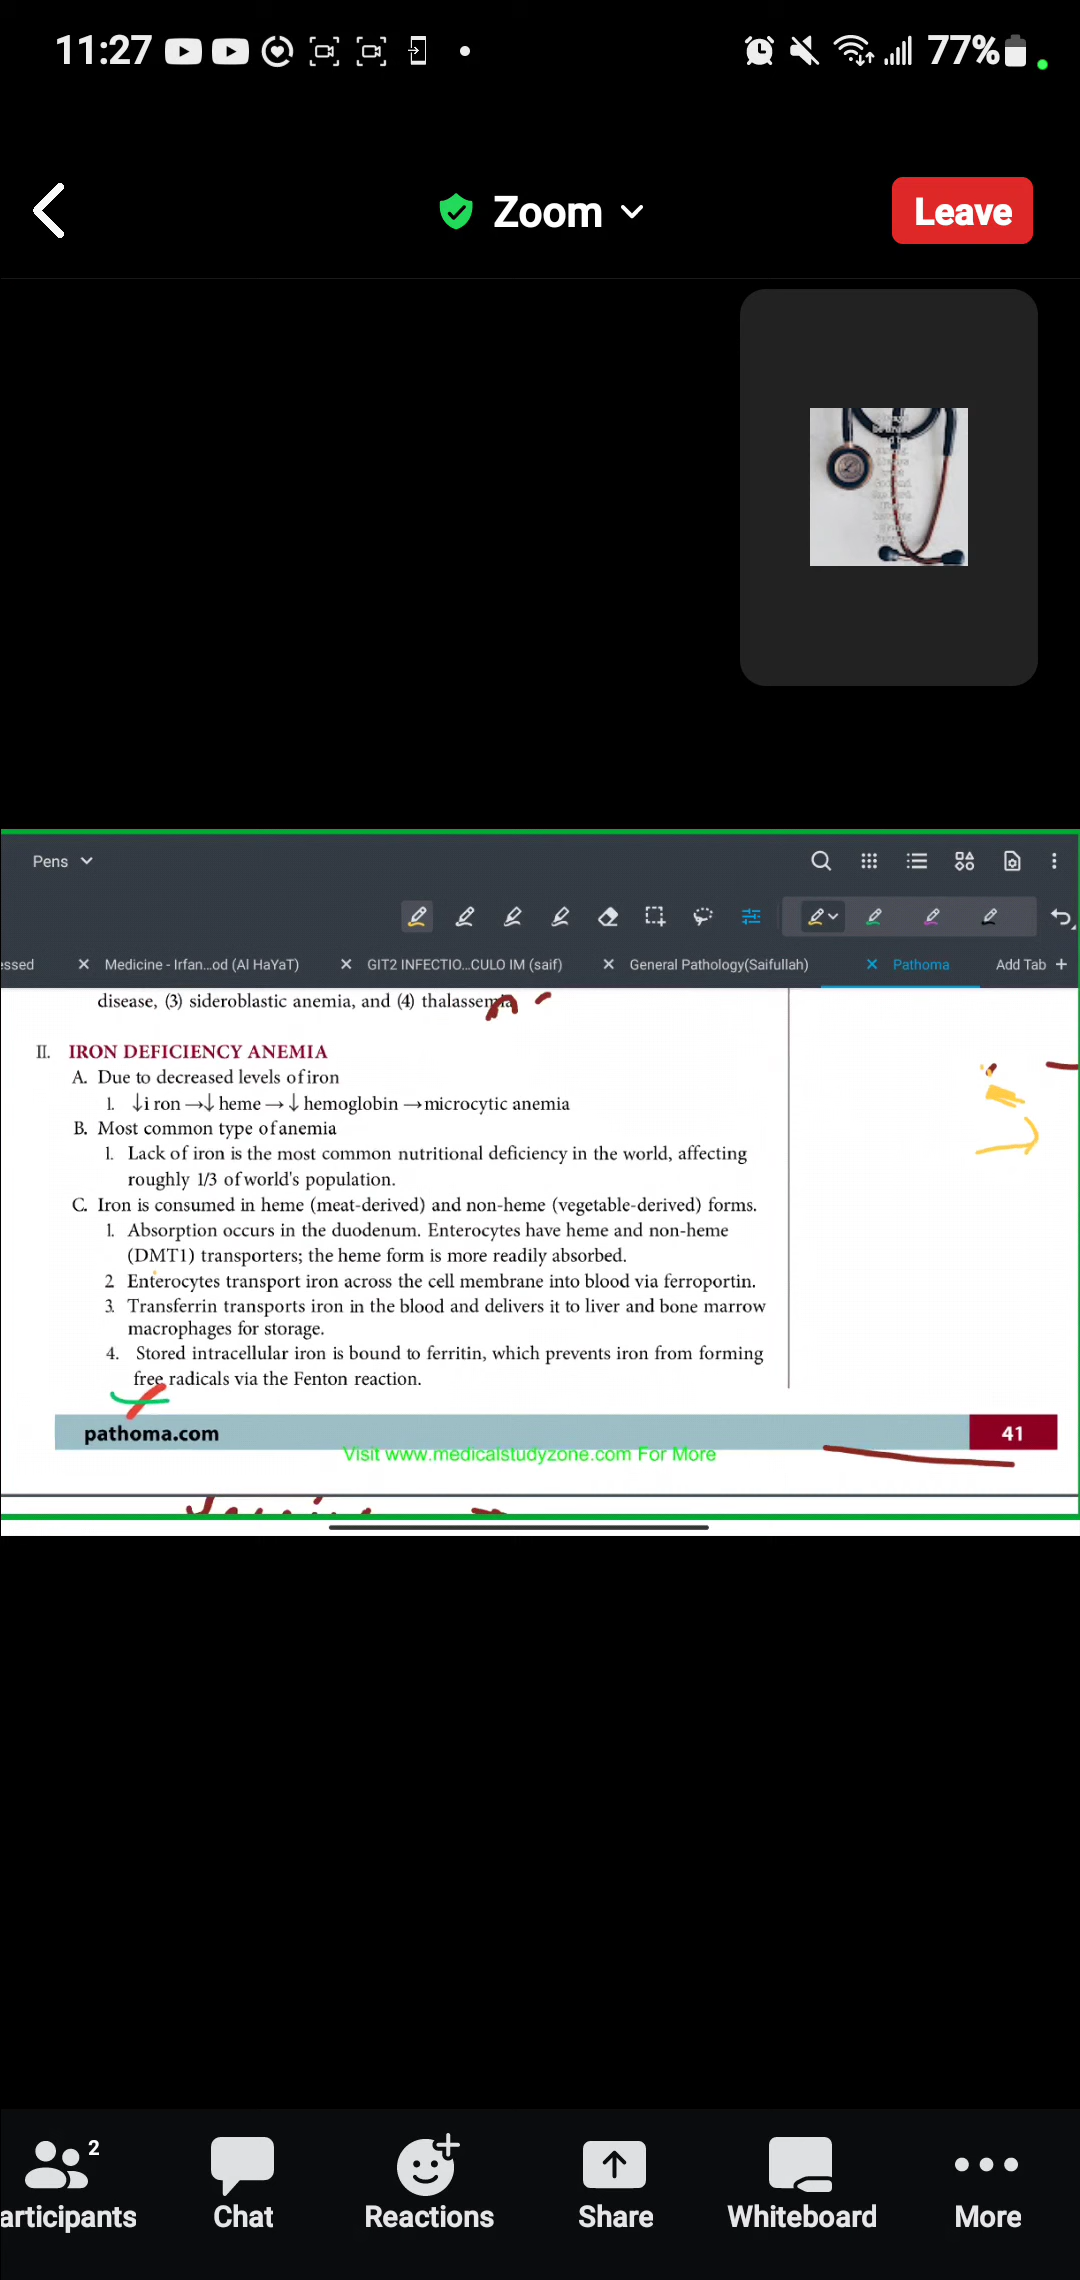 11:27
77%
Zoom
Leave
Pens
essed
Medicine - Irfan...od (Al HaYaT)
GIT2 INFECTIO...CULO IM (saif)
General Pathology(Saifullah)
Pathoma
Add Tab +
disease, (3) sideroblastic anemia, and (4) thalassemia
II. IRON DEFICIENCY ANEMIA
A. Due to decreased levels of iron
1. ↓iron →↓ heme → ↓ hemoglobin →microcytic anemia
B. Most common type of anemia
1. Lack of iron is the most common nutritional deficiency in the world, affecting
roughly 1/3 of world's population.
C. Iron is consumed in heme (meat-derived) and non-heme (vegetable-derived) forms.
1. Absorption occurs in the duodenum. Enterocytes have heme and non-heme
(DMT1) transporters; the heme form is more readily absorbed.
2 Enterocytes transport iron across the cell membrane into blood via ferroportin.
3. Transferrin transports iron in the blood and delivers it to liver and bone marrow
macrophages for storage.
4. Stored intracellular iron is bound to ferritin, which prevents iron from forming
free radicals via the Fenton reaction.
pathoma.com
41
Visit www.medicalstudyzone.com For More
2
articipants
Chat
Reactions
Share
Whiteboard
More